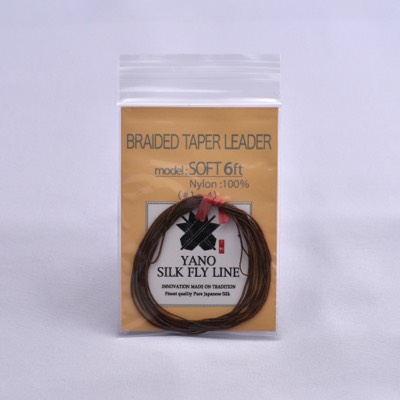 BRAIDED TAPER LEADER
model: SOFT 6ft
Nylon :100%
YANO
SILK FLY LINE
INNOVATION MADE ON TRADITION
Finest quality Pure Japanese Silk